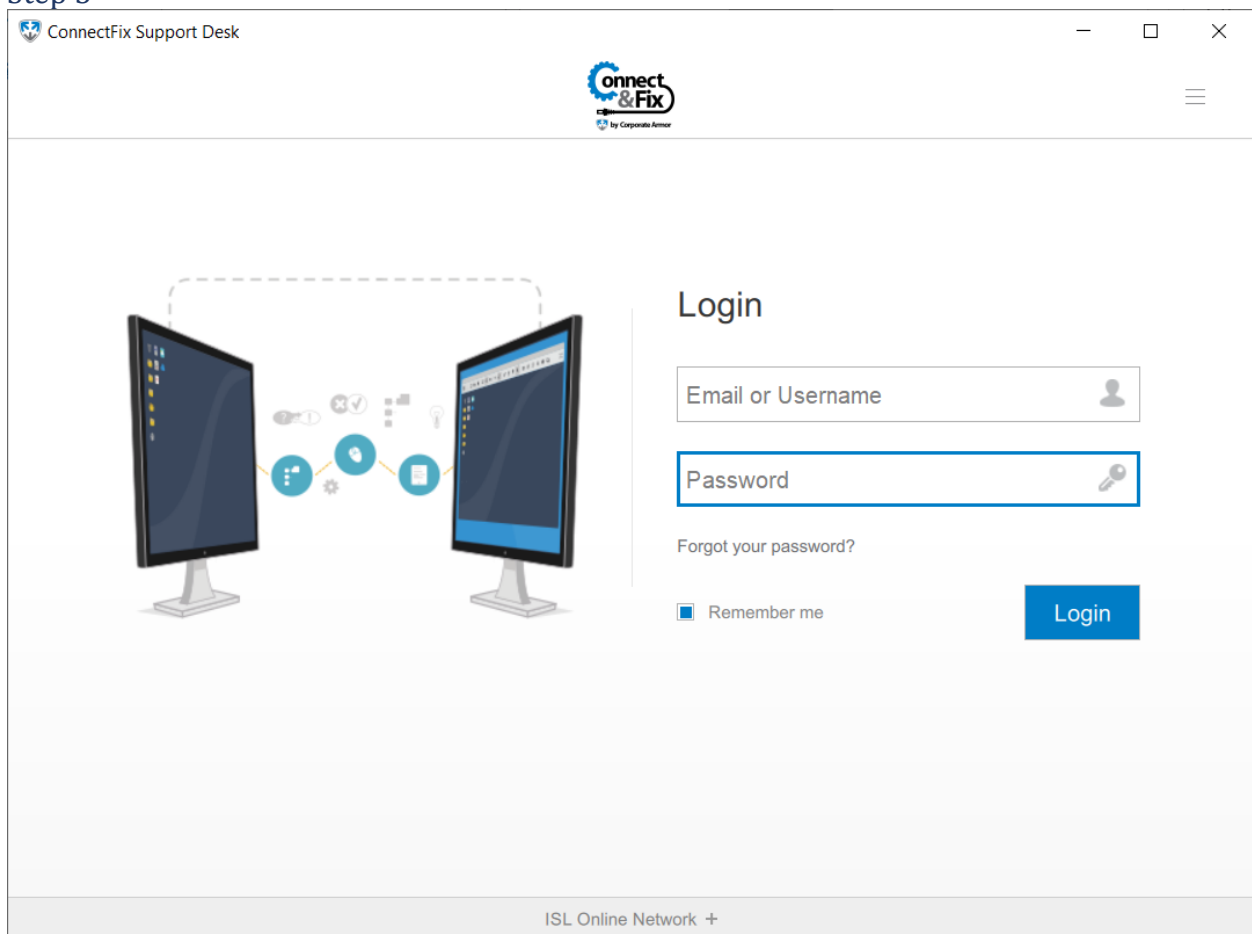 ConnectFix Support Desk
Connect
&Fix
by Corporate Armor
Login
Email or Username
Password
Forgot your password?
Remember me
Login
ISL Online Network +